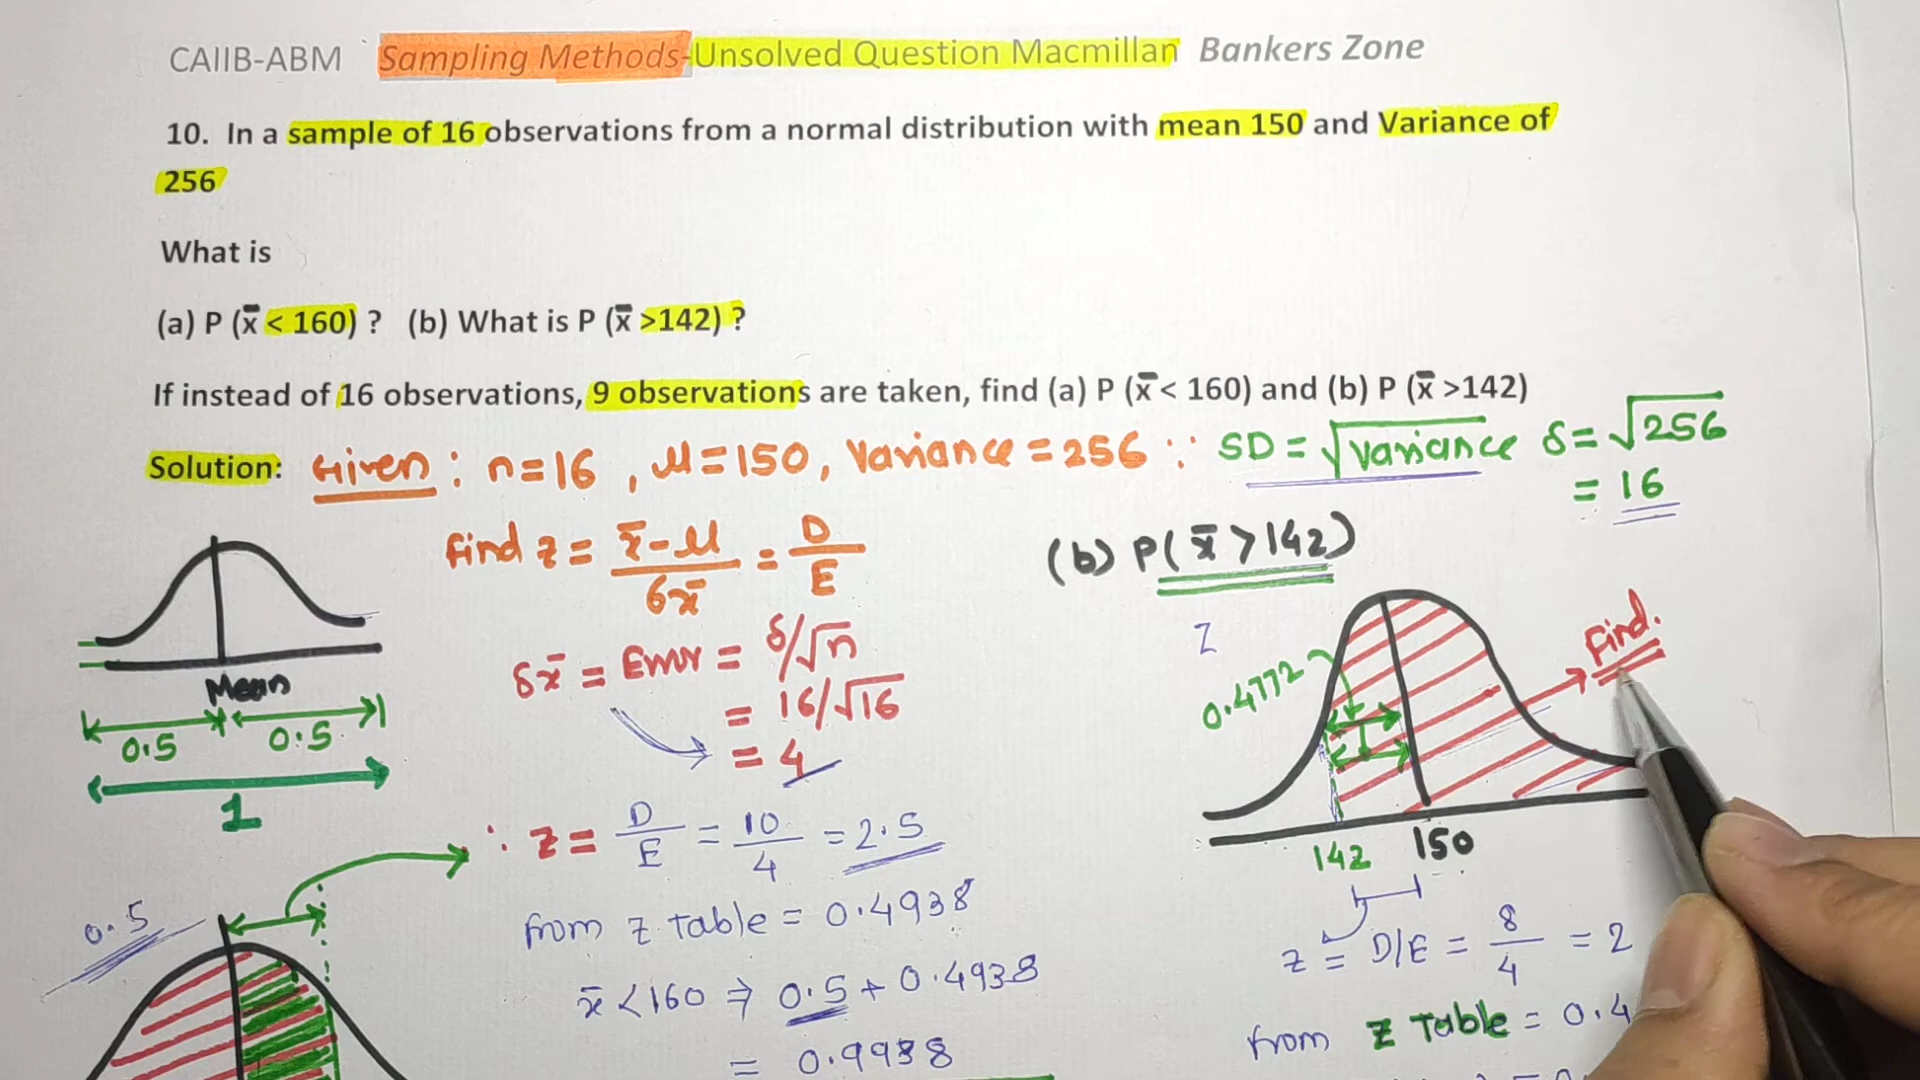 CAIIB-ABM Sampling Methods-Unsolved Question Macmillan Bankers Zone
10. In a sample of 16 observations from a normal distribution with mean 150 and Variance of
256
What is
(a) P (x̄ < 160) ? (b) What is P (x̄ >142) ?
If instead of 16 observations, 9 observations are taken, find (a) P (x̄ < 160) and (b) P (x̄ >142)
Solution: Given: n=16, μ=150, Variance=256 ∵ SD=√variance δ=√256
= 16
Find z = x̄-μ/6x̄ = D/E
δx̄ = Error = δ/√n
= 16/√16
= 4
Mean
0.5 0.5
1
∴ z = D/E = 10/4 = 2.5
from z table = 0.4938
x̄ < 160 ⇒ 0.5 + 0.4938
= 0.9938
0.5
(b) P(x̄ > 142)
Z
0.4772
Find.
142 150
z = D/E = 8/4 = 2
from z Table = 0.4